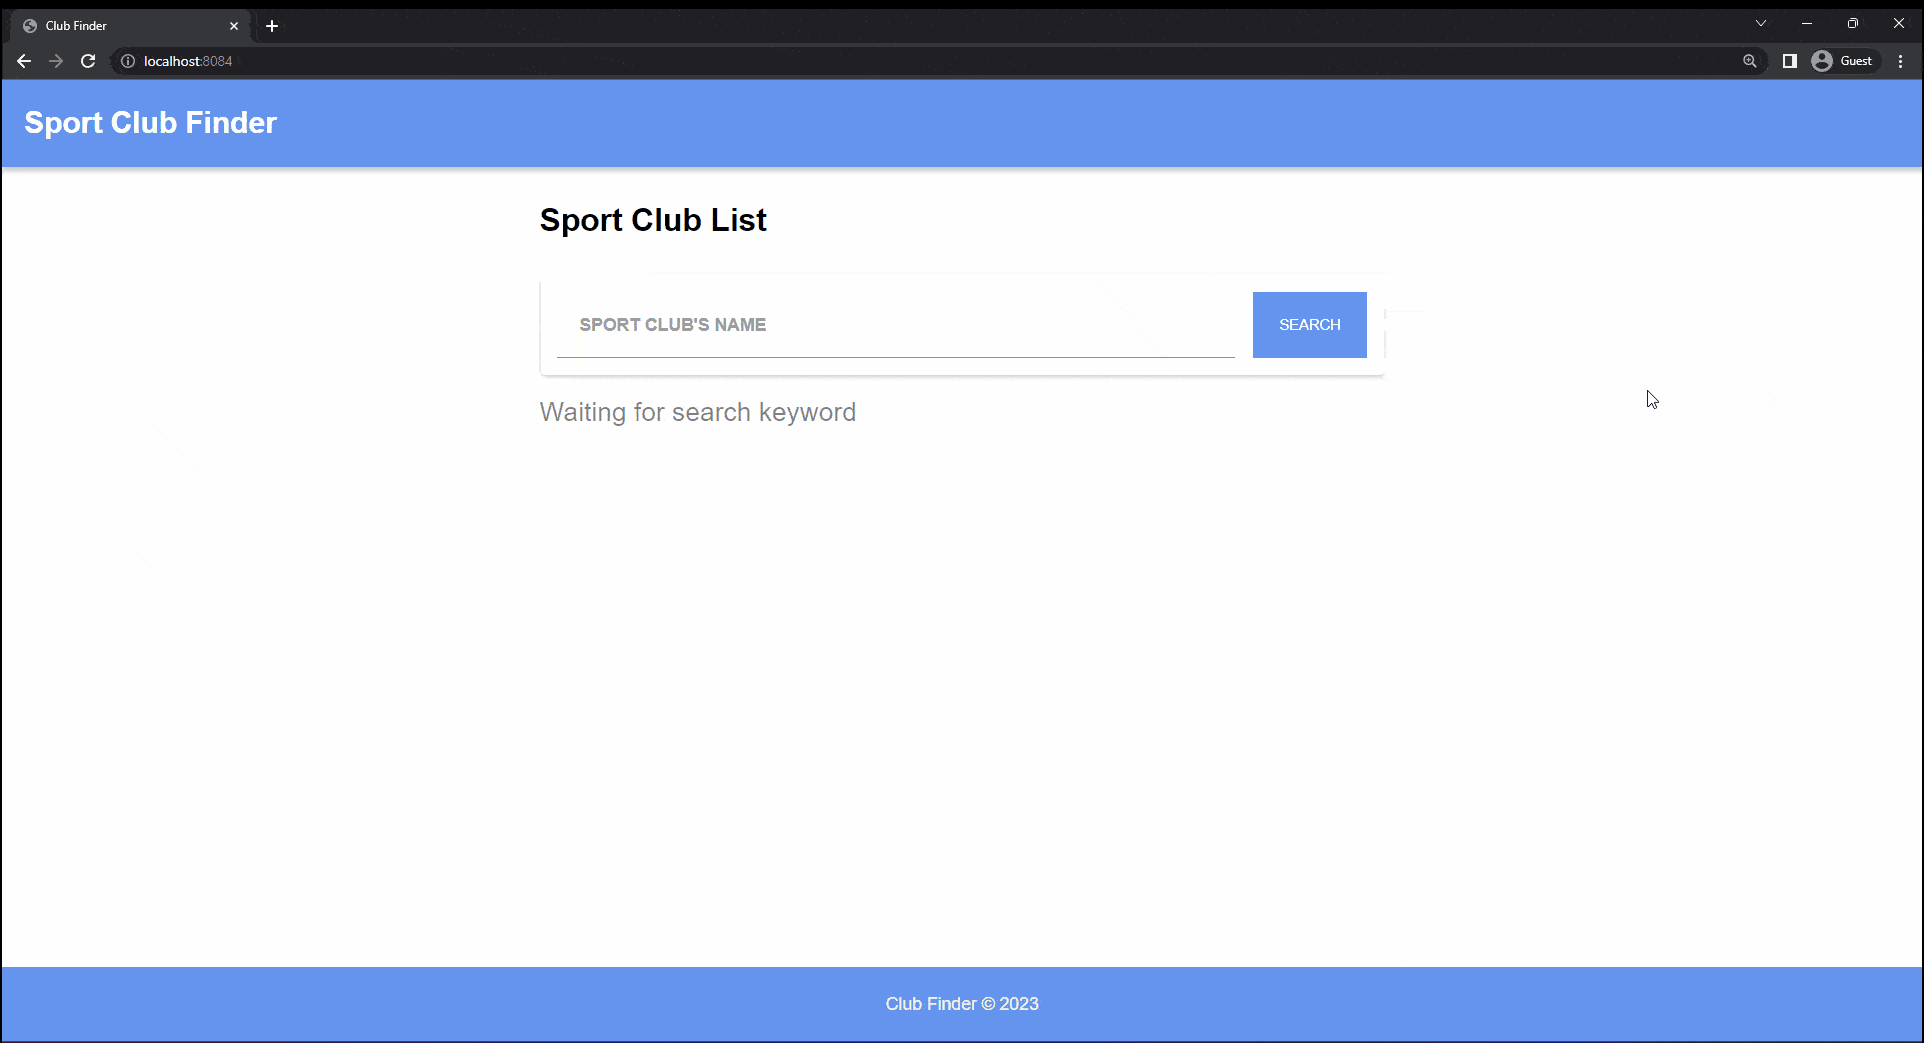 Club Finder
localhost:8084
Guest
Sport Club Finder
Sport Club List
SPORT CLUB'S NAME
SEARCH
Waiting for search keyword
Club Finder © 2023